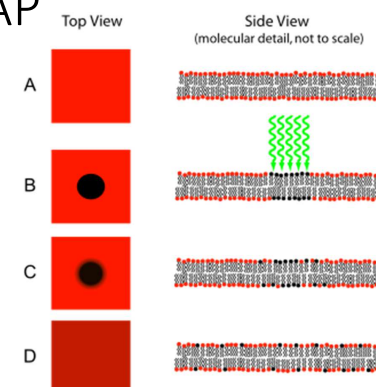 AP
Top View
Side View
(molecular detail, not to scale)
A
B
C
D